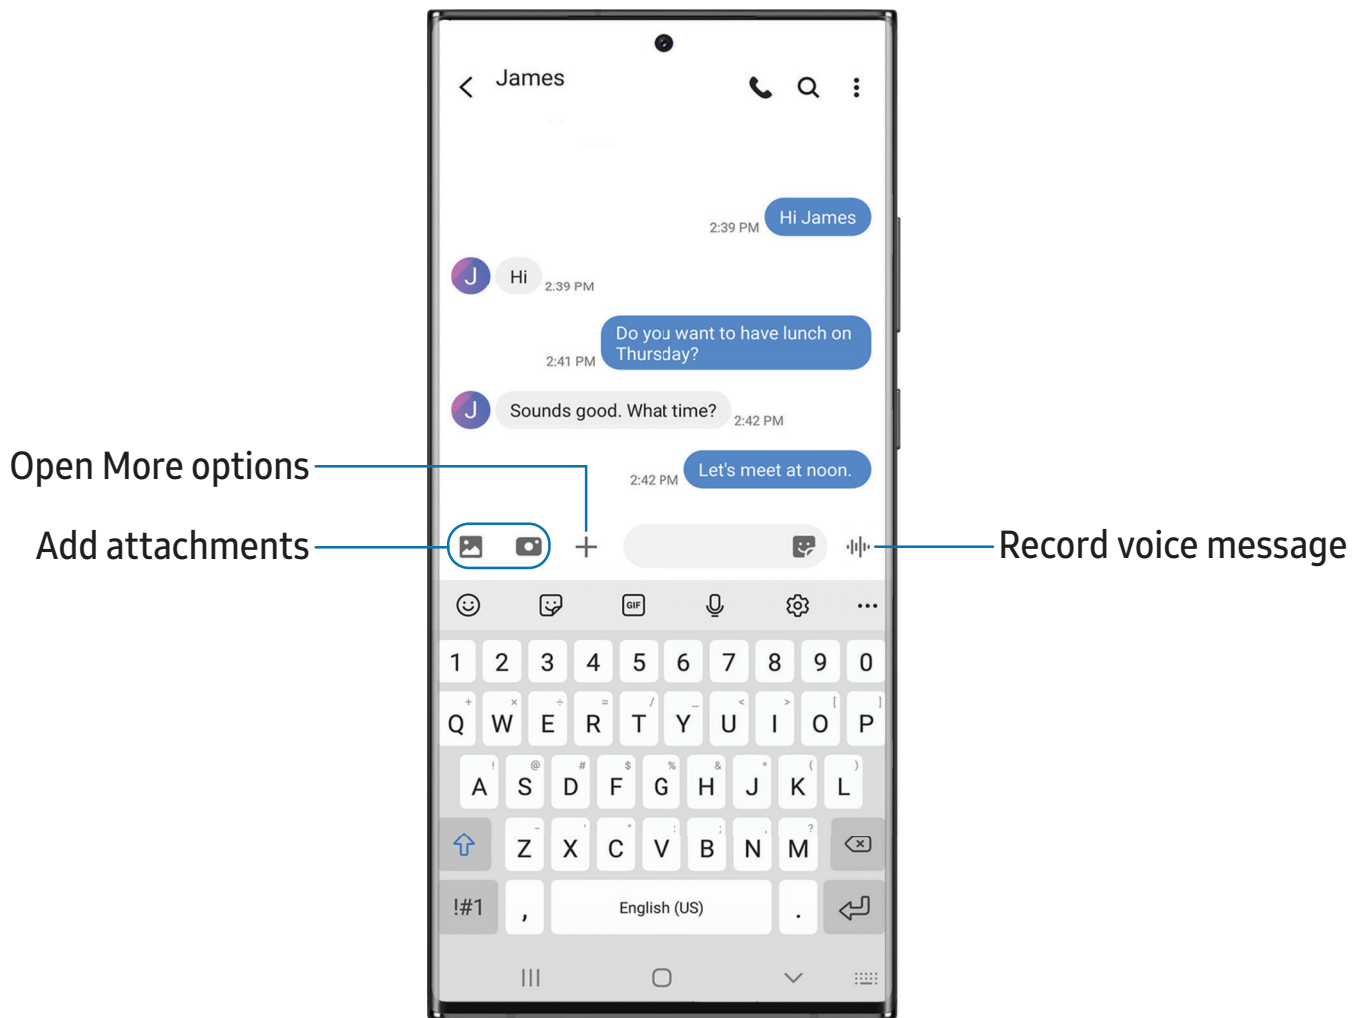 James
Hi James
2:39 PM
J
Hi
2:39 PM
Do you want to have lunch on
Thursday?
2:41 PM
J
Sounds good. What time?
2:42 PM
Open More options
Let's meet at noon.
2:42 PM
Add attachments
Record voice message
GIF
1 2 3 4 5 6 7 8 9 0
+ × ÷ = / _ < > [ ]
Q W E R T Y U I O P
! @ # $ % & * ( )
A S D F G H J K L
- ' " : ; , ?
Z X C V B N M
!#1 , English (US) .